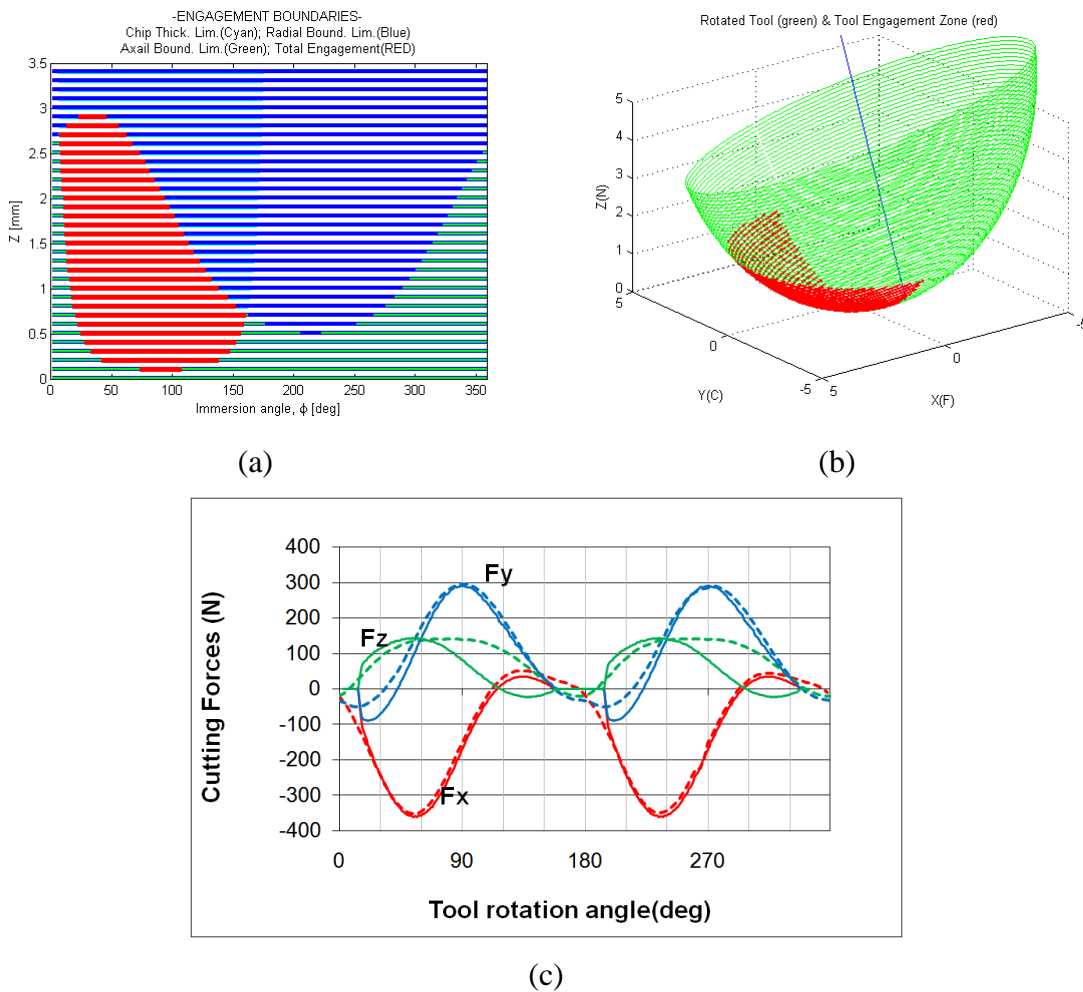 -ENGAGEMENT BOUNDARIES-
Chip Thick. Lim.(Cyan); Radial Bound. Lim.(Blue)
Axail Bound. Lim.(Green); Total Engagement(RED)
3.5
3
2.5
2
1.5
1
0.5
0
Z [mm]
0 50 100 150 200 250 300 350
Immersion angle, ϕ [deg]
(a)
Rotated Tool (green) & Tool Engagement Zone (red)
5
4
3
2
1
0
Z(N)
5
0
-5
Y(C)
5
0
-5
X(F)
(b)
400
300
200
100
0
-100
-200
-300
-400
Cutting Forces (N)
Fy
Fz
Fx
0 90 180 270
Tool rotation angle(deg)
(c)